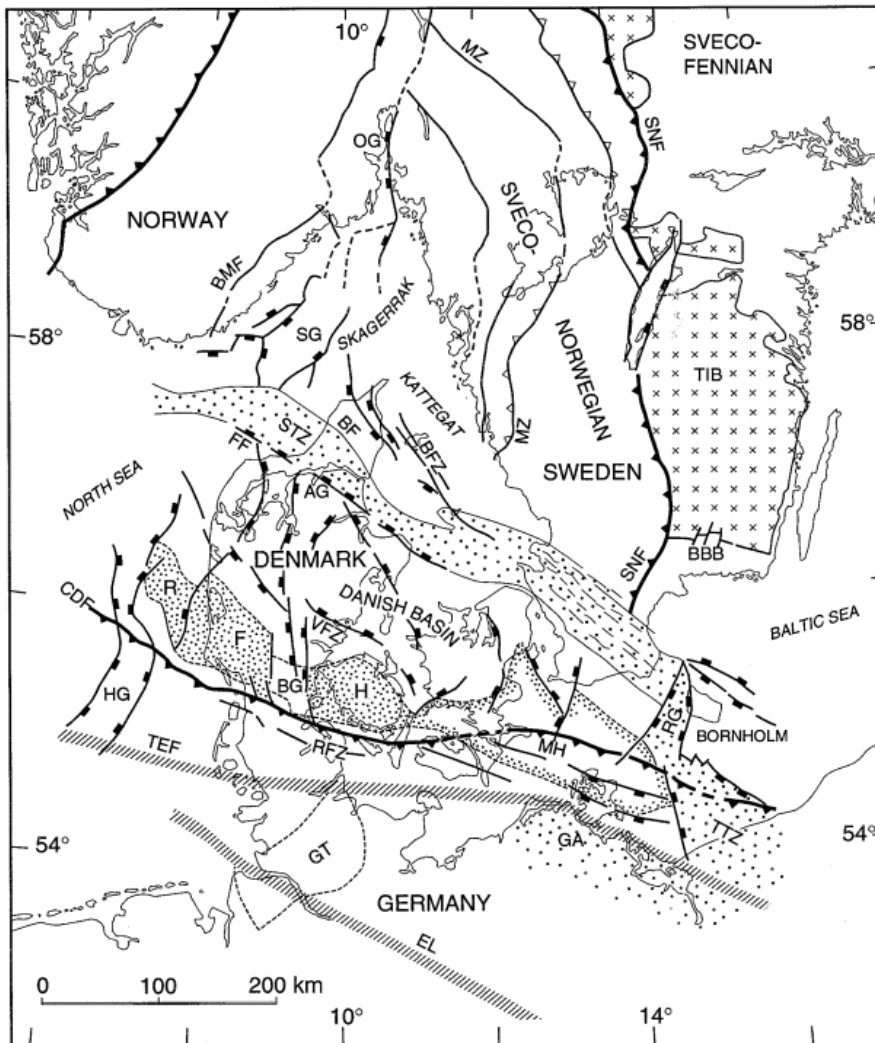 10°
SVECO-
FENNIAN
MZ
OG
SNF
SVECO-
NORWAY
BMF
58°
58°
SG
SKAGERRAK
NORWEGIAN
TIB
KATTEGAT
STZ
BF
BFZ
MZ
FF
SWEDEN
NORTH SEA
AG
DENMARK
BBB
SNF
DANISH BASIN
BALTIC SEA
CDF
R
F
VFZ
BG
H
HG
RG
BORNHOLM
TEF
RFZ
MH
TTZ
54°
54°
GA
GT
GERMANY
EL
0 100 200 km
10°
14°